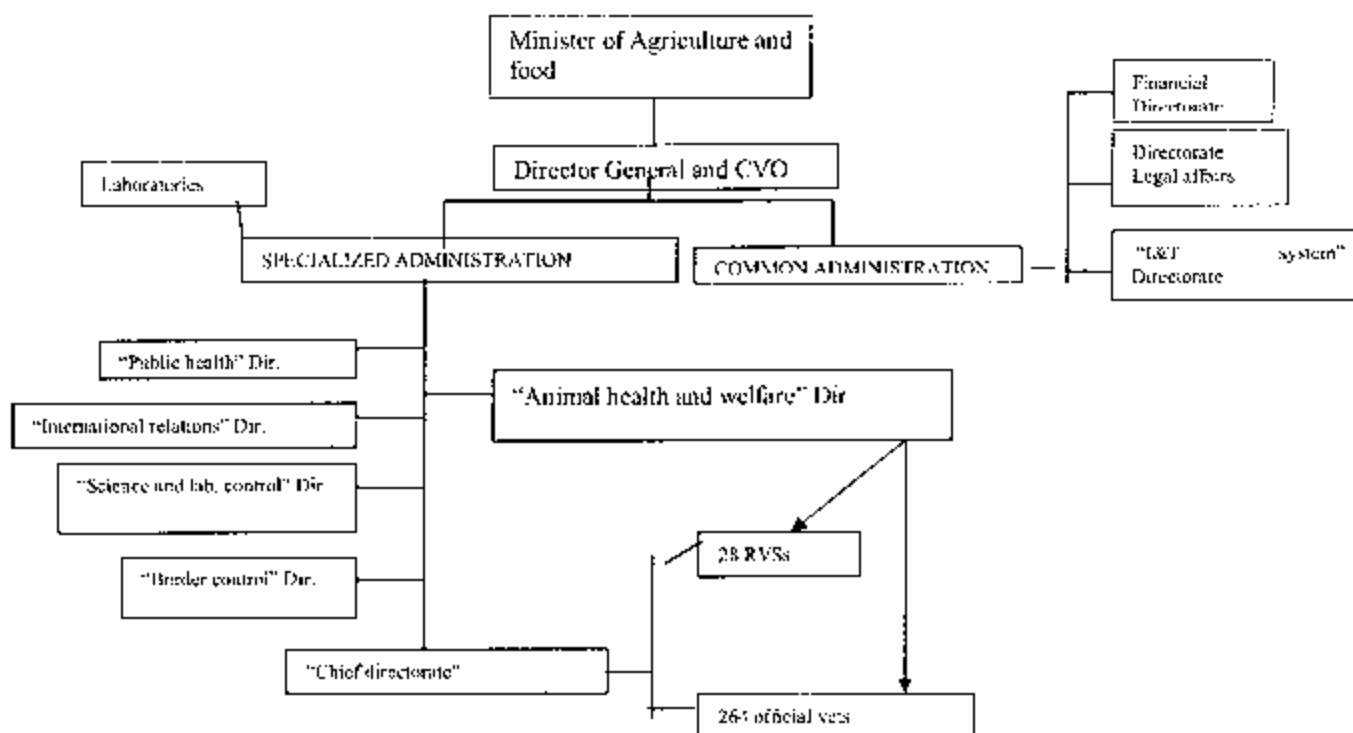 Minister of Agriculture and
food
Financial
Directorate
Director General and CVO
Directorate
Legal affairs
Laboratories
SPECIALIZED ADMINISTRATION
COMMON ADMINISTRATION
system”
Directorate
“Public health” Dir.
“Animal health and welfare” Dir
“International relations” Dir.
“Science and lab. control” Dir
28 RVSs
“Border control” Dir.
“Chief directorate”
official vets